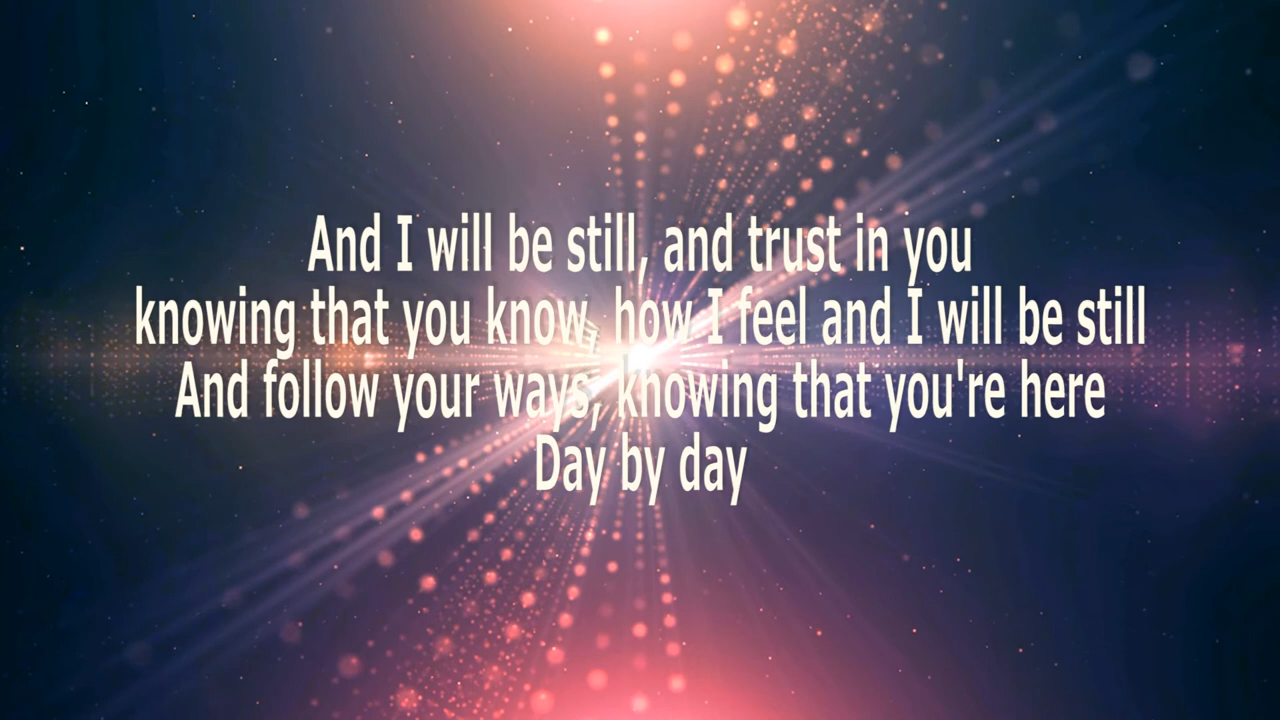 And I will be still, and trust in you
knowing that you know, how I feel and I will be still
And follow your ways, knowing that you're here
Day by day